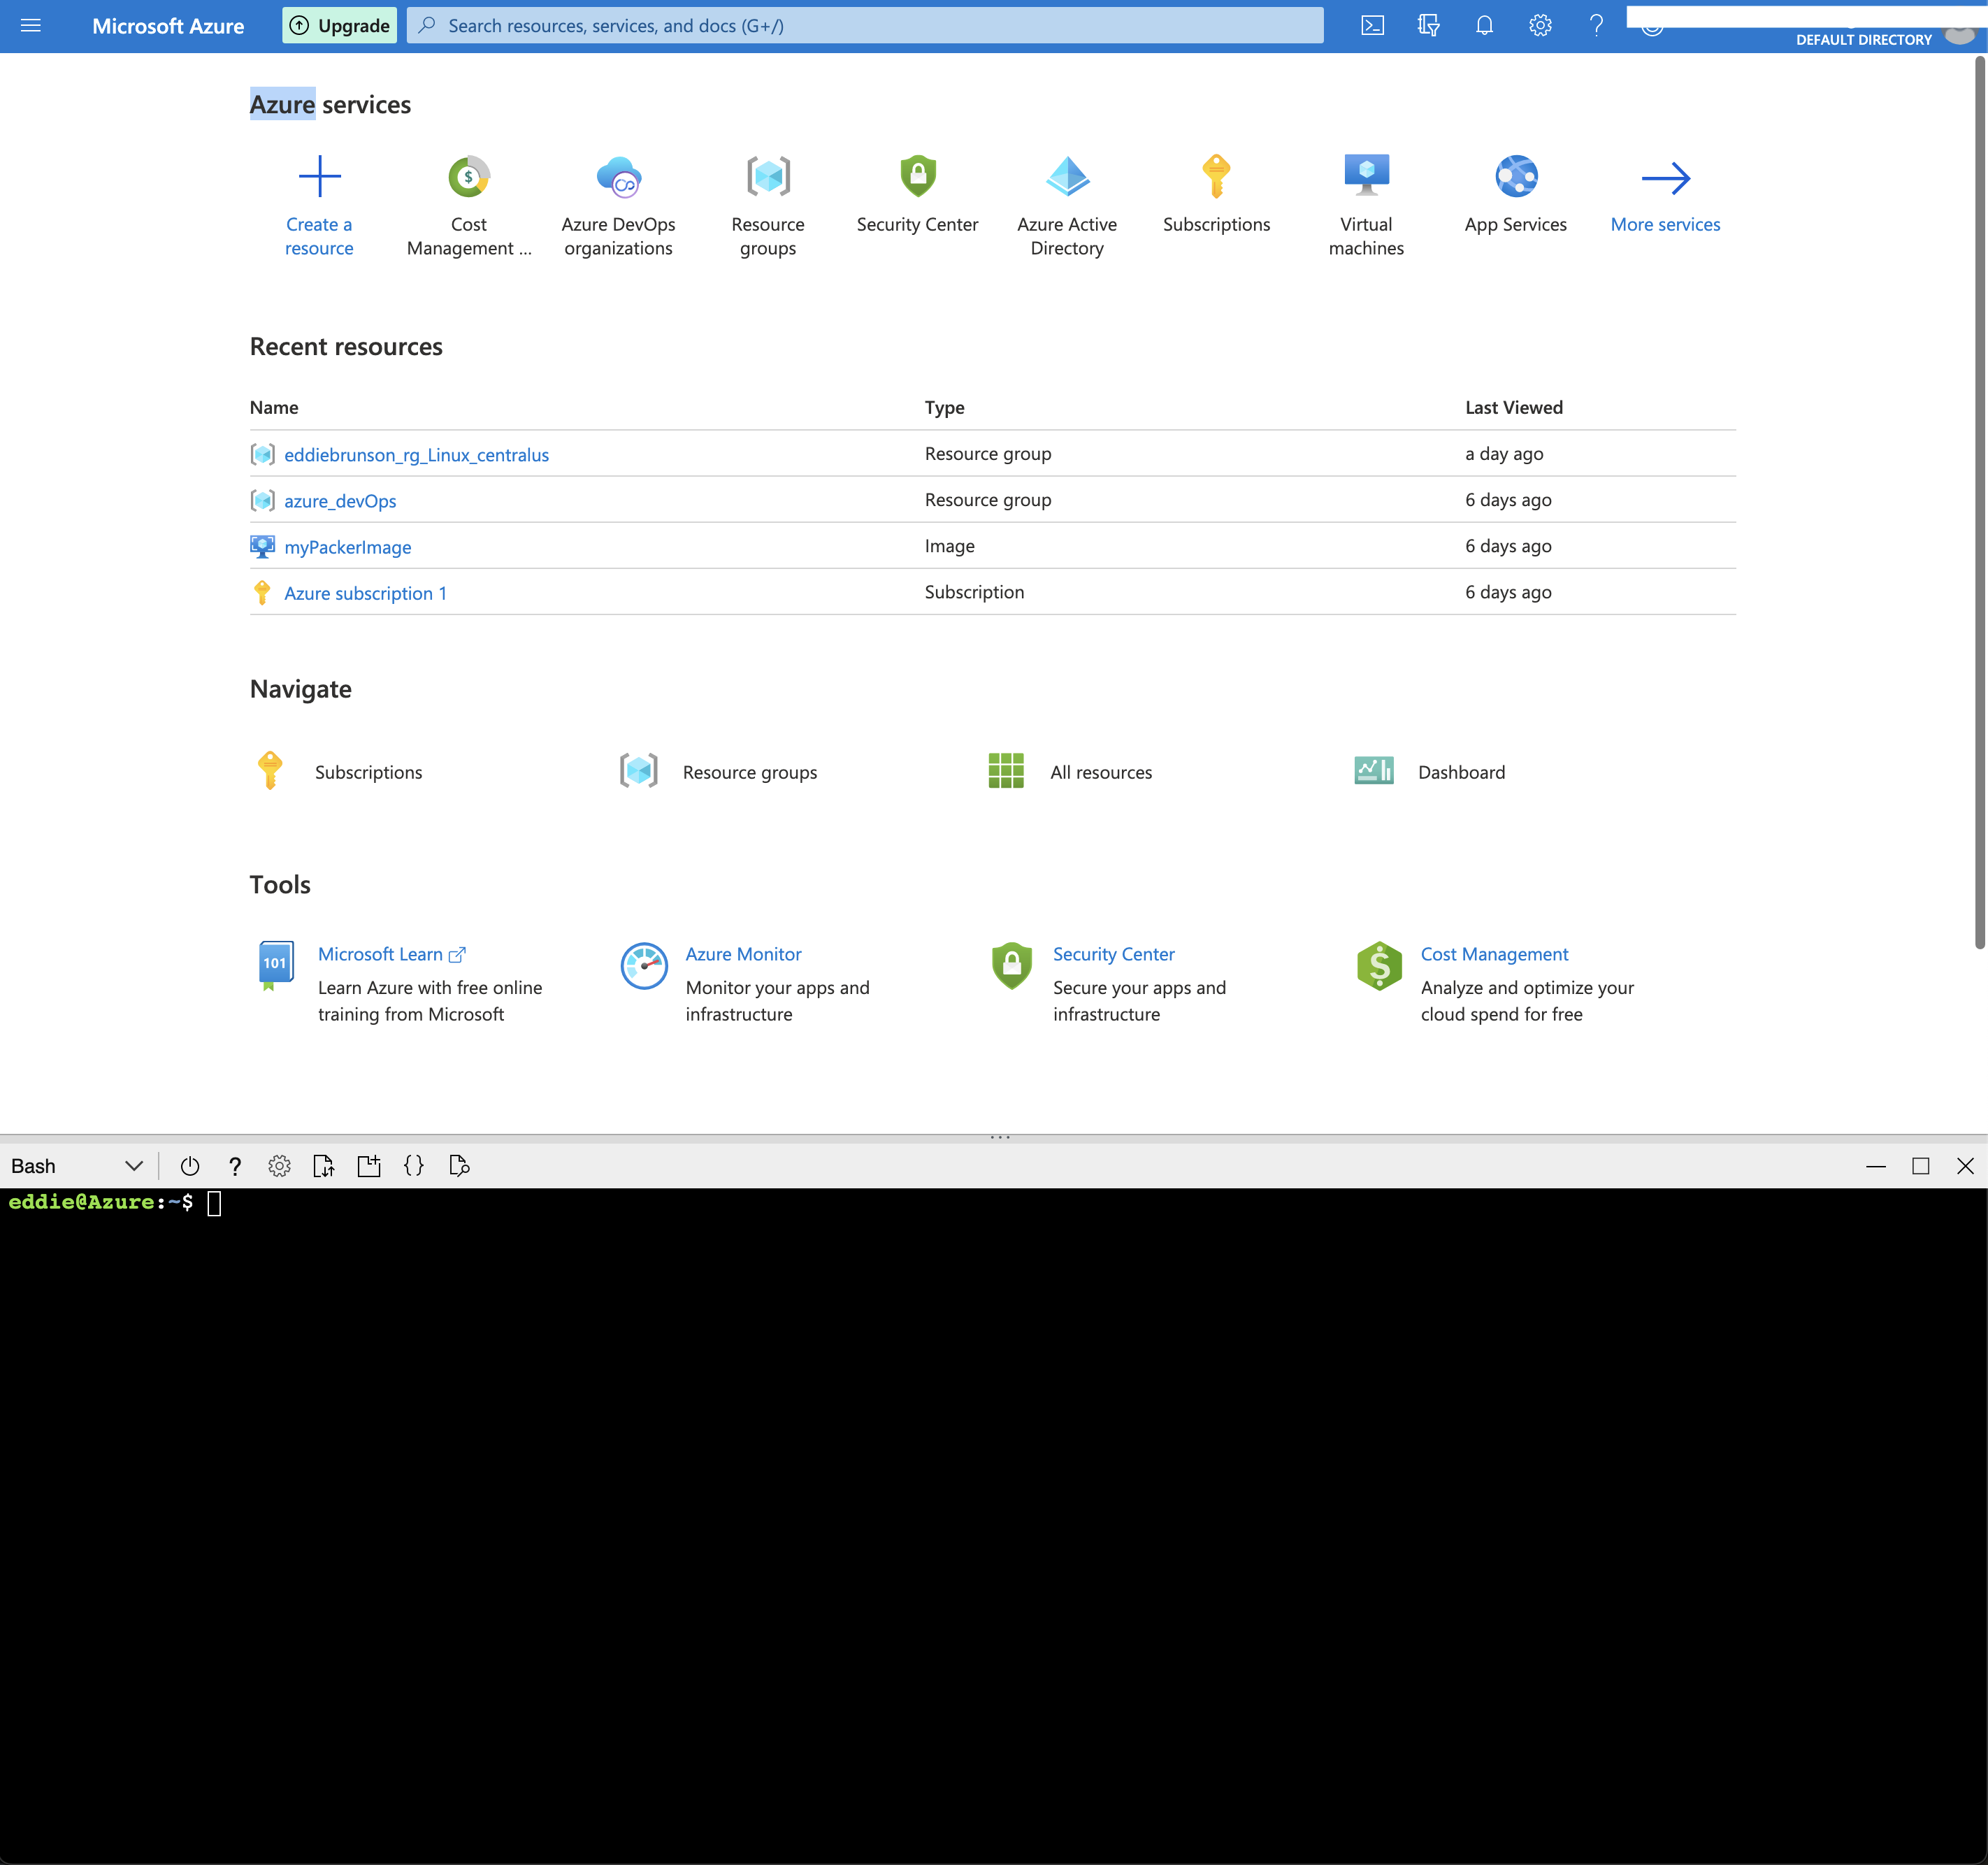 Microsoft Azure
Upgrade
Search resources, services, and docs (G+/)
DEFAULT DIRECTORY
Azure services
Create a resource
Cost Management ...
Azure DevOps organizations
Resource groups
Security Center
Azure Active Directory
Subscriptions
Virtual machines
App Services
More services
Recent resources
Name Type Last Viewed
eddiebrunson_rg_Linux_centralus Resource group a day ago
azure_devOps Resource group 6 days ago
myPackerImage Image 6 days ago
Azure subscription 1 Subscription 6 days ago
Navigate
Subscriptions
Resource groups
All resources
Dashboard
Tools
101
Microsoft Learn
Learn Azure with free online
training from Microsoft
Azure Monitor
Monitor your apps and
infrastructure
Security Center
Secure your apps and
infrastructure
Cost Management
Analyze and optimize your
cloud spend for free
Bash
eddie@Azure:~$